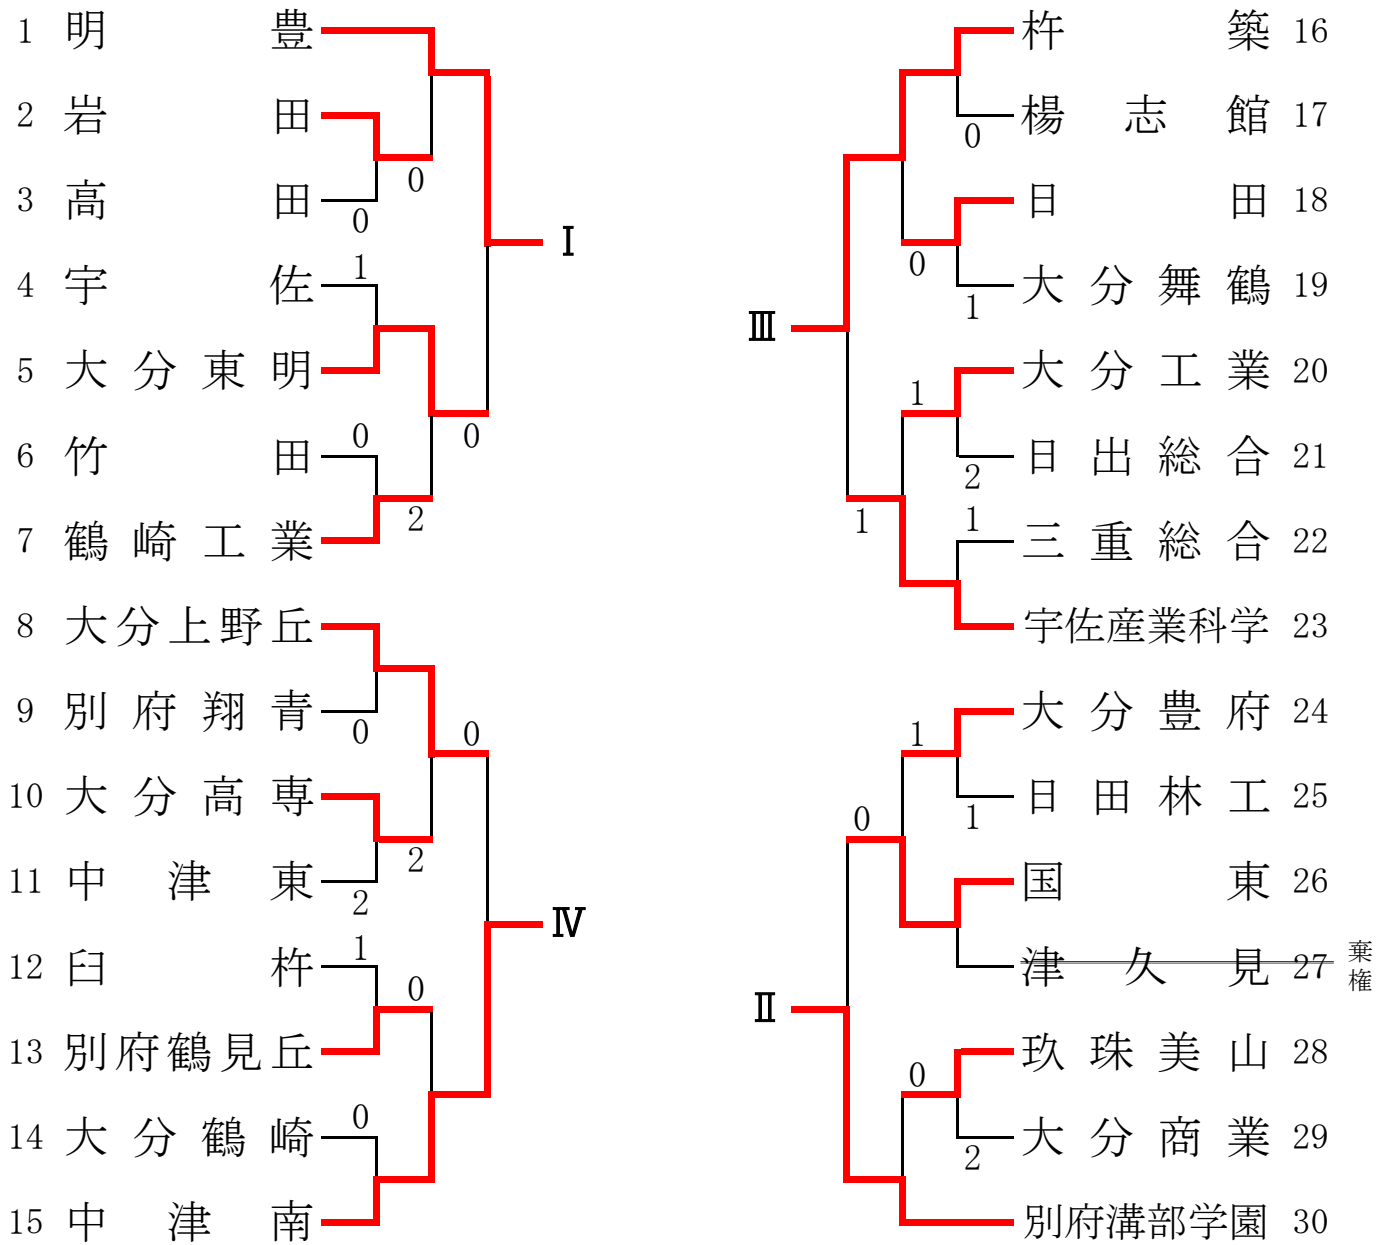 1 明豊
2 岩田
0
3 高田
0
Ⅰ
4 宇佐
1
5 大分東明
6 竹田
0
0
7 鶴崎工業
2
8 大分上野丘
9 別府翔青
0
0
10 大分高専
2
11 中津東
2
Ⅳ
12 臼杵
1
0
13 別府鶴見丘
14 大分鶴崎
0
15 中津南
杵築 16
楊志館 17
0
日田 18
0
大分舞鶴 19
1
Ⅲ
大分工業 20
1
日出総合 21
2
三重総合 22
1
1
宇佐産業科学 23
大分豊府 24
1
日田林工 25
1
0
国東 26
津久見 27 棄権
Ⅱ
玖珠美山 28
0
大分商業 29
2
別府溝部学園 30